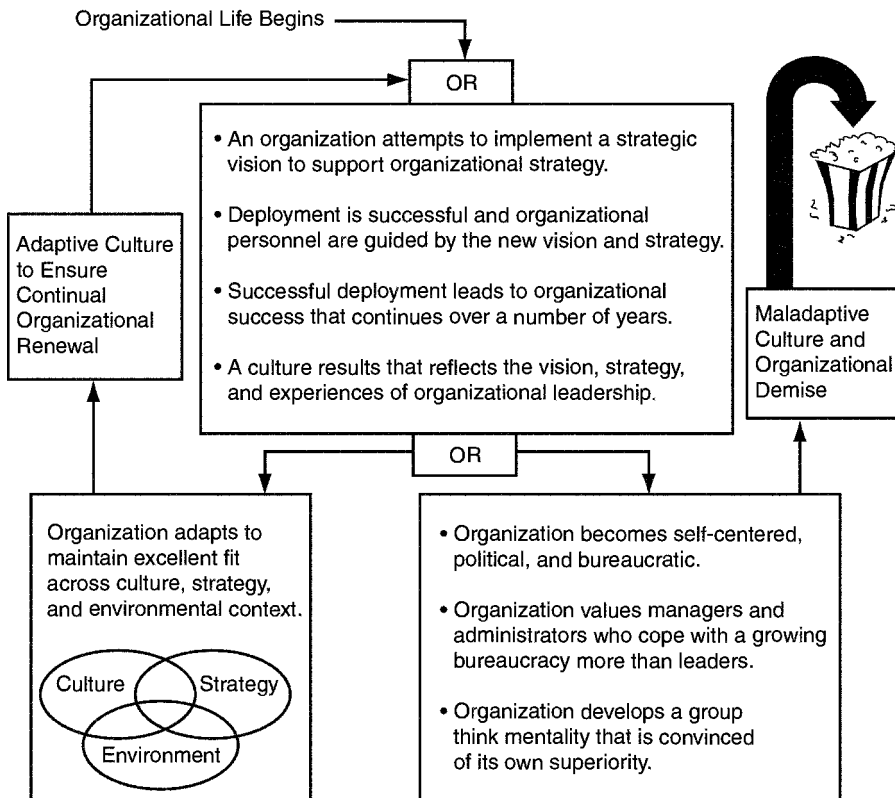 Organizational Life Begins
OR
• An organization attempts to implement a strategic
vision to support organizational strategy.
• Deployment is successful and organizational
personnel are guided by the new vision and strategy.
• Successful deployment leads to organizational
success that continues over a number of years.
• A culture results that reflects the vision, strategy,
and experiences of organizational leadership.
Adaptive Culture
to Ensure
Continual
Organizational
Renewal
Maladaptive
Culture and
Organizational
Demise
OR
Organization adapts to
maintain excellent fit
across culture, strategy,
and environmental context.
Culture
Strategy
Environment
• Organization becomes self-centered,
political, and bureaucratic.
• Organization values managers and
administrators who cope with a growing
bureaucracy more than leaders.
• Organization develops a group
think mentality that is convinced
of its own superiority.